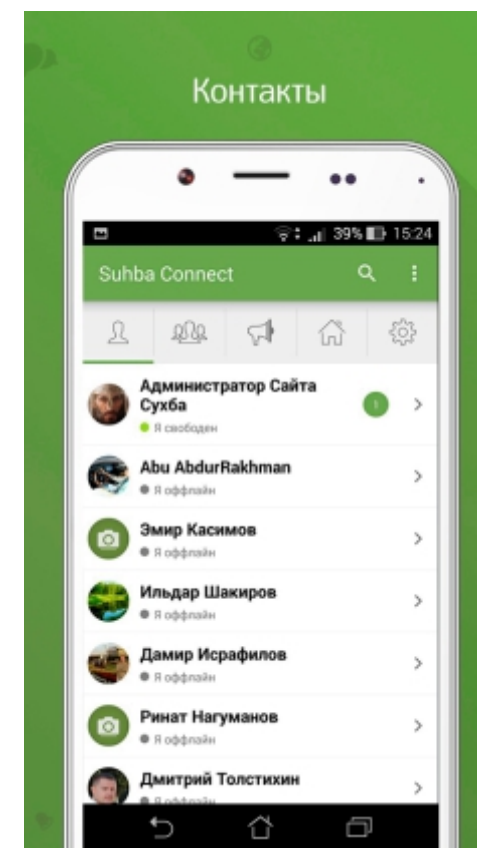 Контакты
39% 15:24
Suhba Connect
Администратор Сайта
Сухба
1
Я свободен
Abu AbdurRakhman
Я оффлайн
Эмир Касимов
Я оффлайн
Ильдар Шакиров
Я оффлайн
Дамир Исрафилов
Я оффлайн
Ринат Нагуманов
Я оффлайн
Дмитрий Толстихин
Я оффлайн